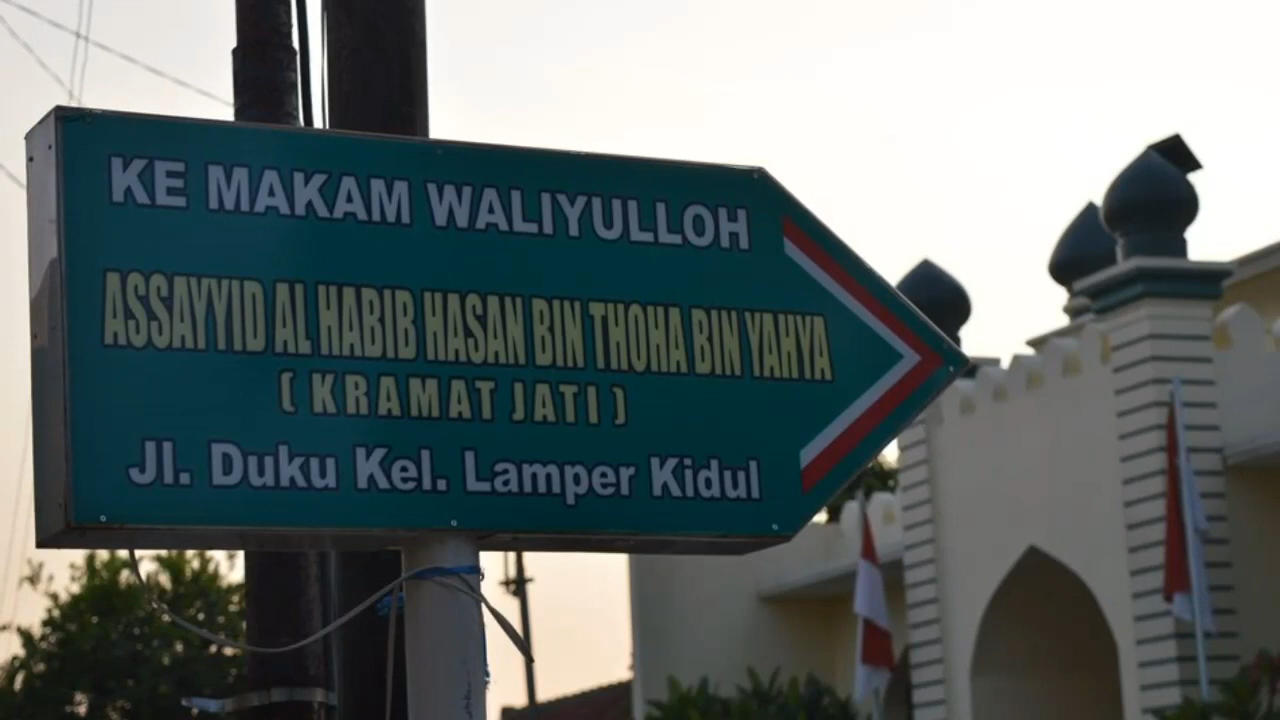 KE MAKAM WALIYULLOH
ASSAYYID AL HABIB HASAN BIN THOHA BIN YAHYA
( KRAMAT JATI )
Jl. Duku Kel. Lamper Kidul